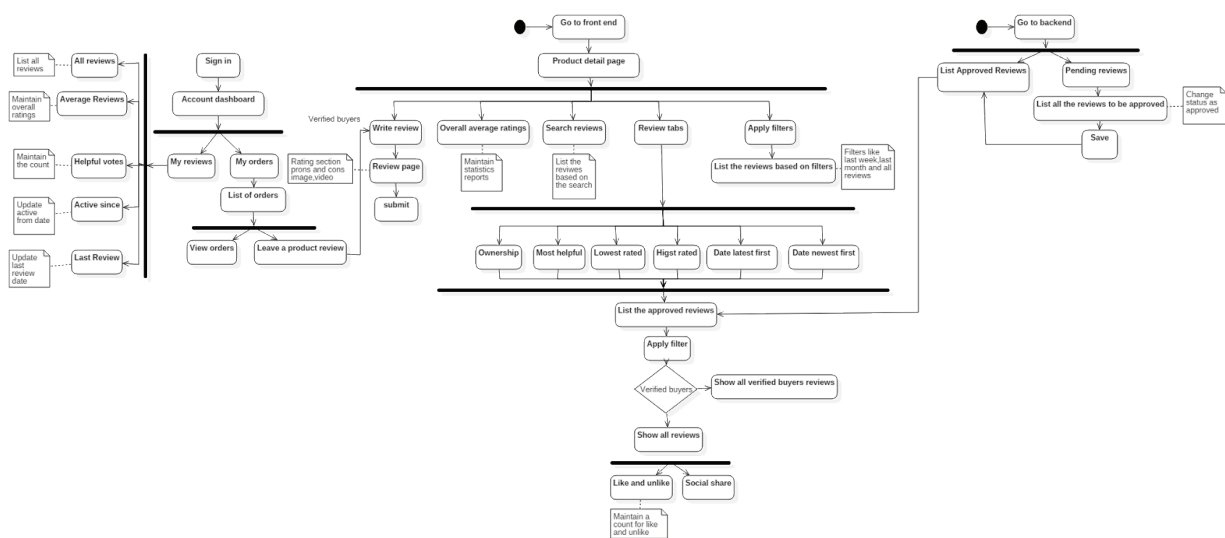 Go to front end
Go to backend
Product detail page
List all
reviews
All reviews
Sign in
List Approved Reviews
Pending reviews
Maintain
overall
ratings
Average Reviews
Account dashboard
List all the reviews to be approved
Change
status as
approved
Verified buyers
Write review
Overall average ratings
Search reviews
Review tabs
Apply filters
Save
Maintain
the count
Helpful votes
My reviews
My orders
Rating section
prons and cons
image,video
Review page
Maintain
statistics
reports
List the
reviwes
based on
the search
List the reviews based on filters
Filters like
last week,last
month and all
reviews
List of orders
submit
Update
active
from date
Active since
View orders
Leave a product review
Update
last
review
date
Last Review
Ownership
Most helpful
Lowest rated
Higst rated
Date latest first
Date newest first
List the approved reviews
Apply filter
Verified buyers
Show all verified buyers reviews
Show all reviews
Like and unlike
Social share
Maintain a
count for like
and unlike